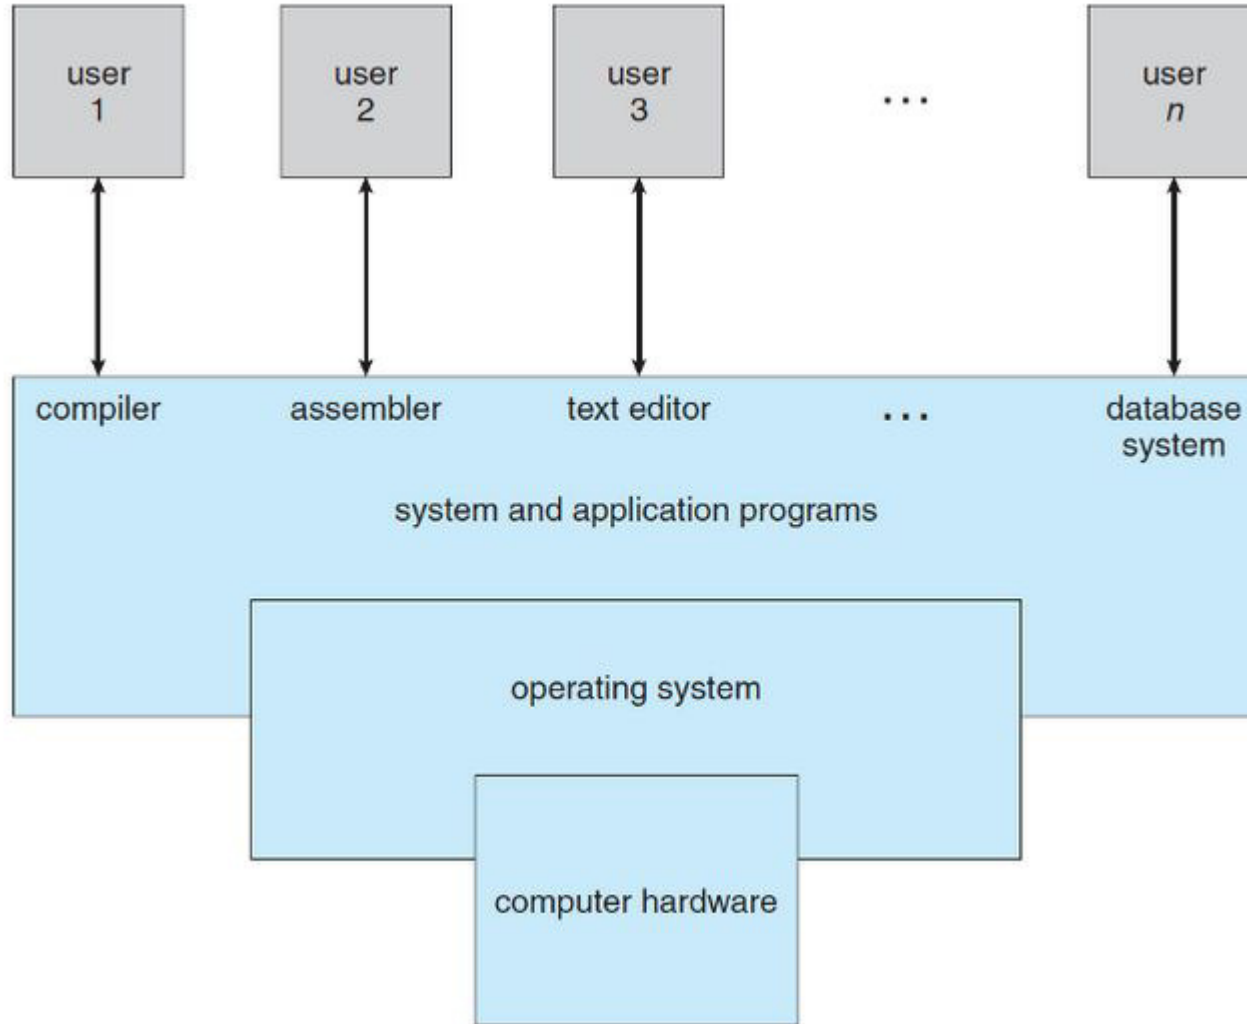 user
1
user
2
user
3
...
user
n
compiler
assembler
text editor
...
database
system
system and application programs
operating system
computer hardware